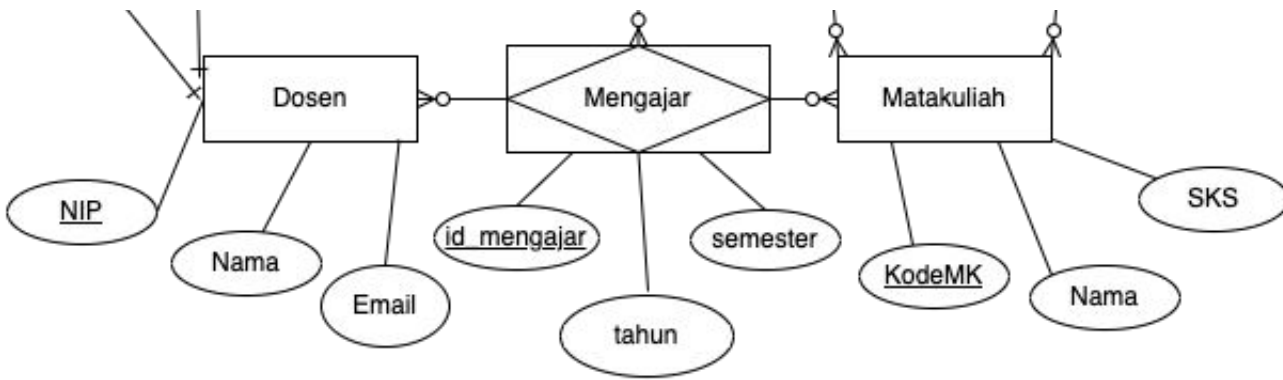 Dosen
Mengajar
Matakuliah
NIP
Nama
Email
id_mengajar
tahun
semester
KodeMK
Nama
SKS